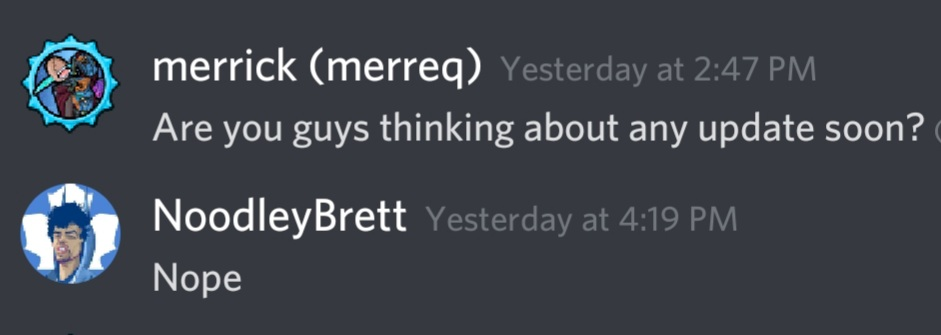 merrick (merreq) Yesterday at 2:47 PM
Are you guys thinking about any update soon?
NoodleyBrett Yesterday at 4:19 PM
Nope